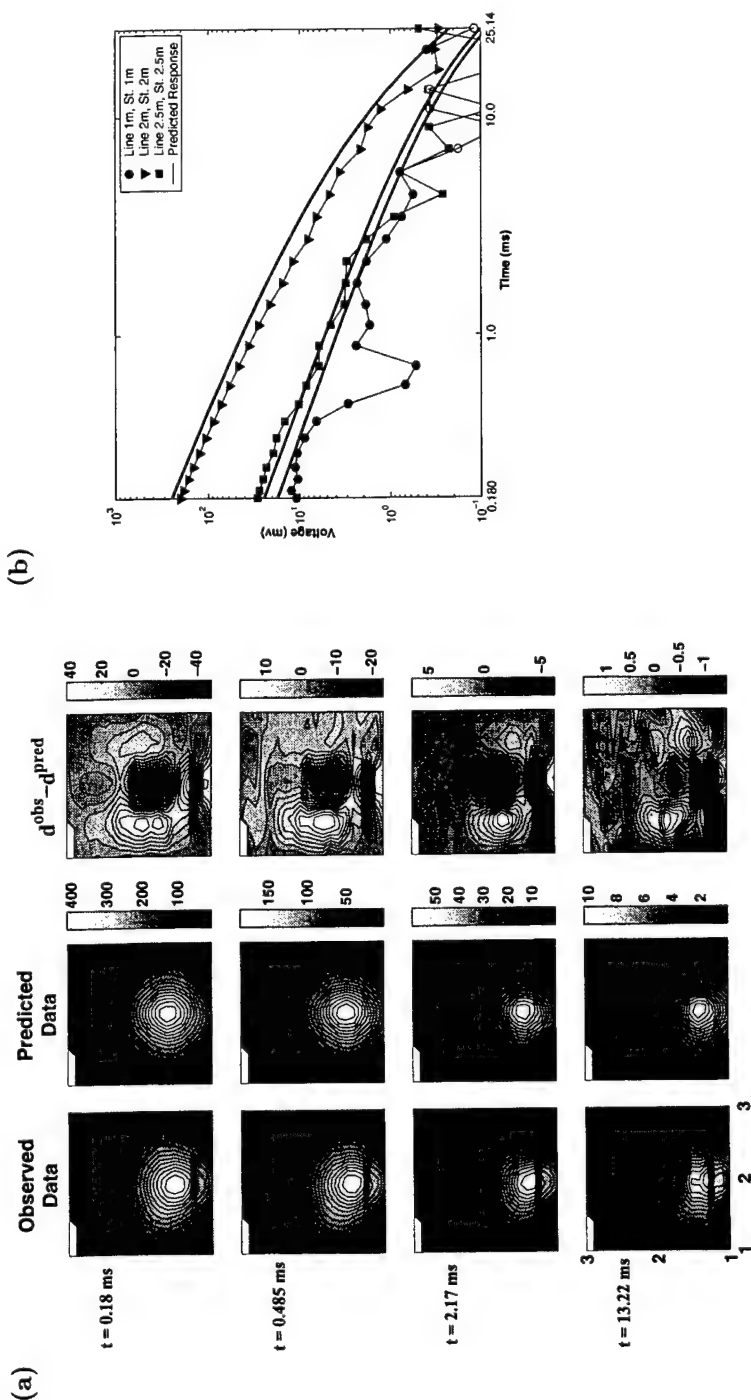 (a)
Observed
Data
Predicted
Data
d^obs–d^pred
t = 0.18 ms
400
300
200
100
40
20
0
–20
–40
t = 0.485 ms
150
100
50
10
0
–10
–20
t = 2.17 ms
50
40
30
20
10
5
0
–5
t = 13.22 ms
3
2
1
1
2
3
10
8
6
4
2
1
0.5
0
–0.5
–1
(b)
Line 1m, St. 1m
Line 2m, St. 2m
Line 2.5m, St. 2.5m
Predicted Response
Voltage (mv)
10^3
10^2
10^1
10^0
10^-1
0.180
1.0
10.0
25.14
Time (ms)